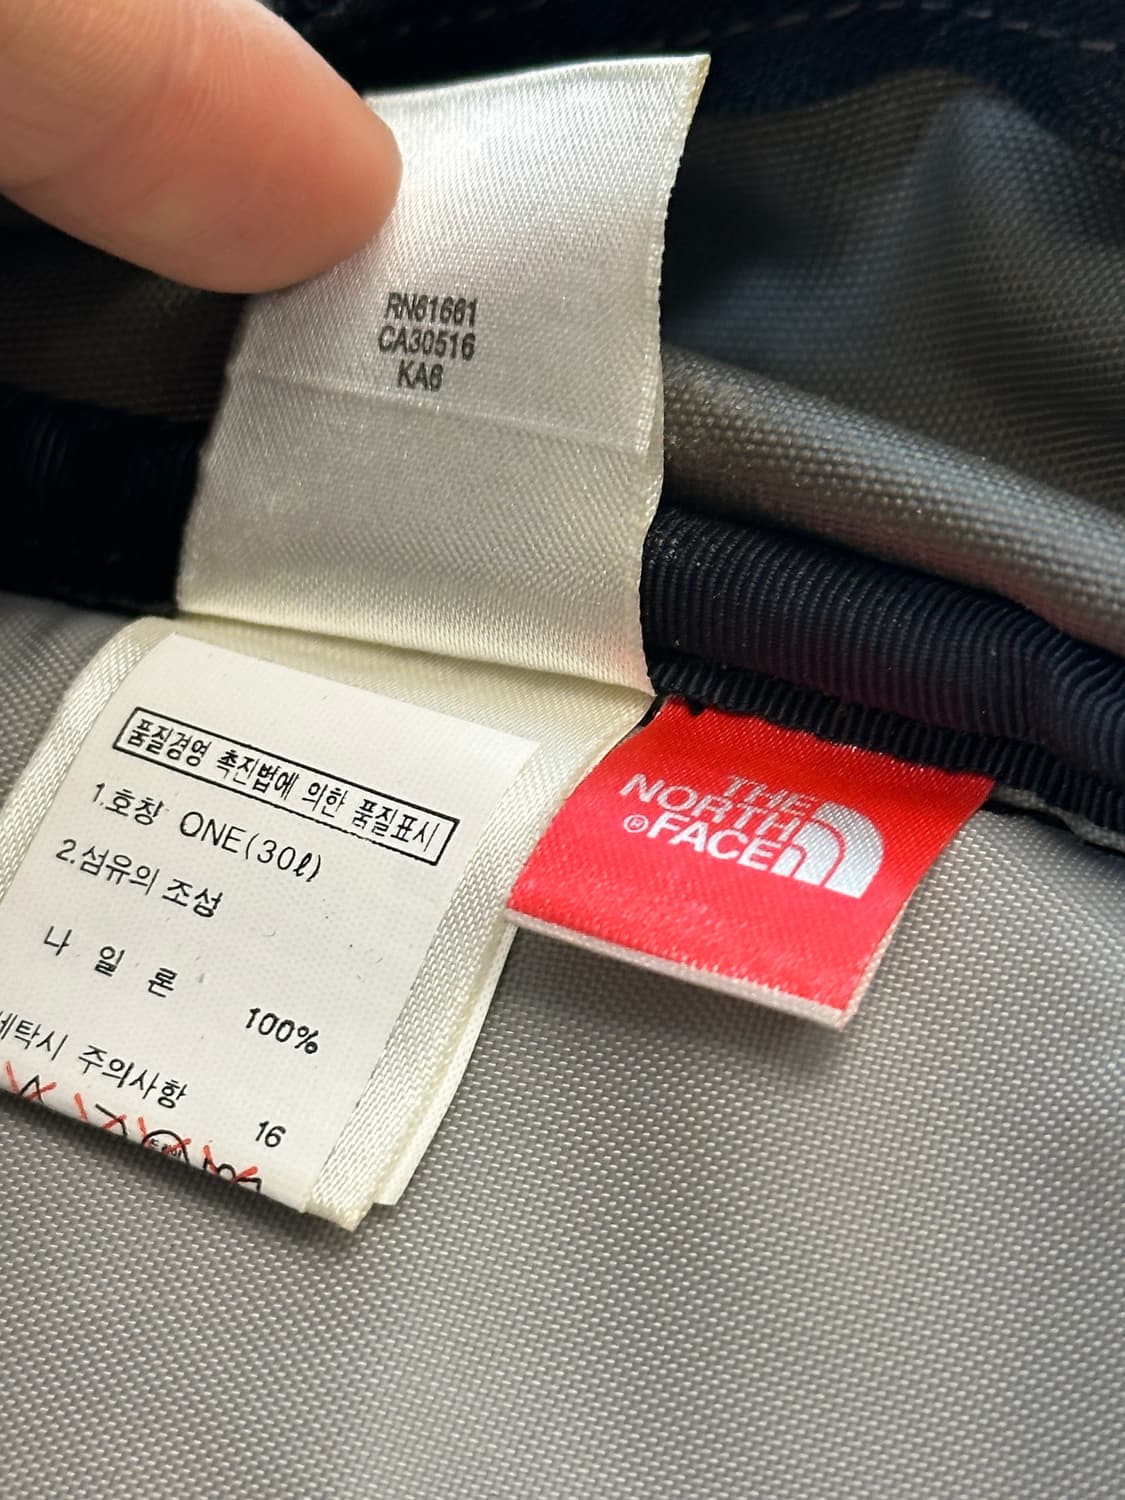 RN61661
CA30516
KA6
품질경영 촉진법에 의한 품질표시
1.호칭 ONE(30ℓ)
2.섬유의 조성
나 일 론 100%
세탁시 주의사항
16
THE
NORTH
®FACE